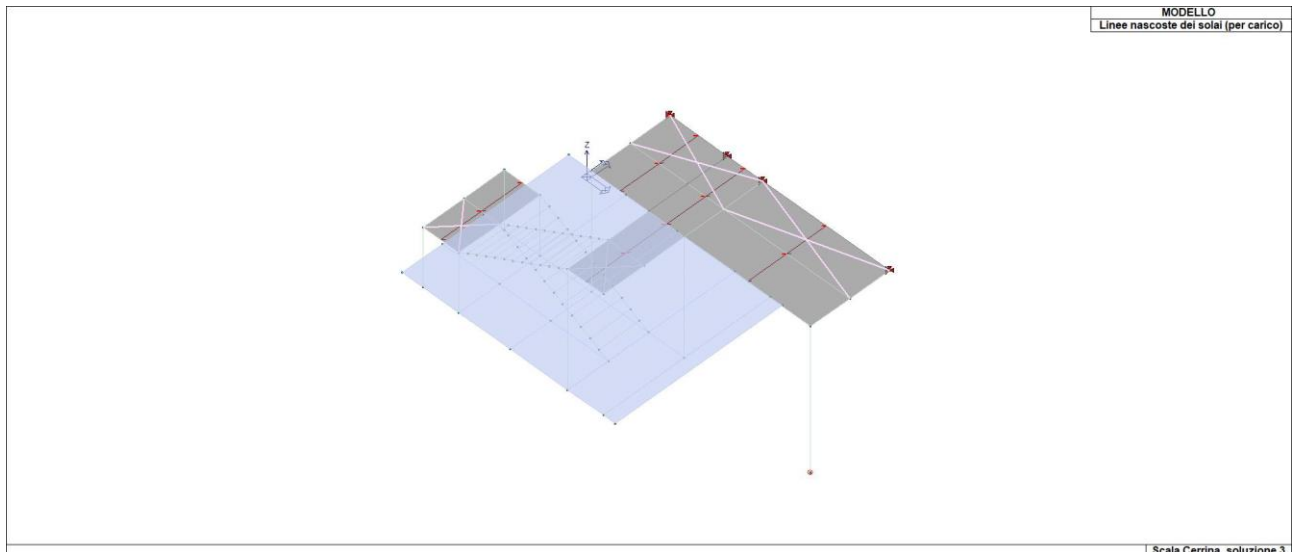 MODELLO
Linee nascoste dei solai (per carico)
Z
Scala Cerrina, soluzione 3